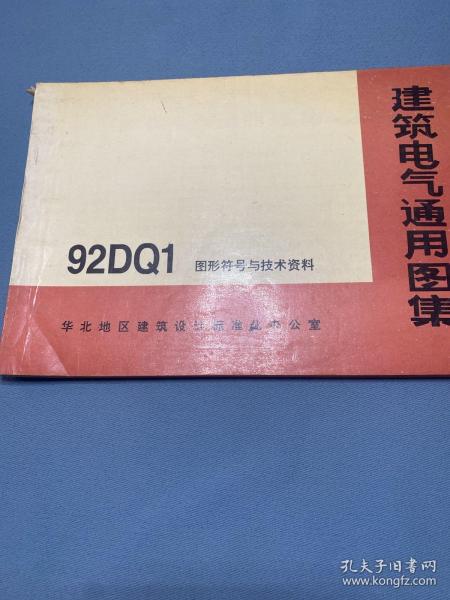 建筑电气通用图集
92DQ1 图形符号与技术资料
华北地区建筑设计标准化办公室
孔夫子旧书网
www.kongfz.com